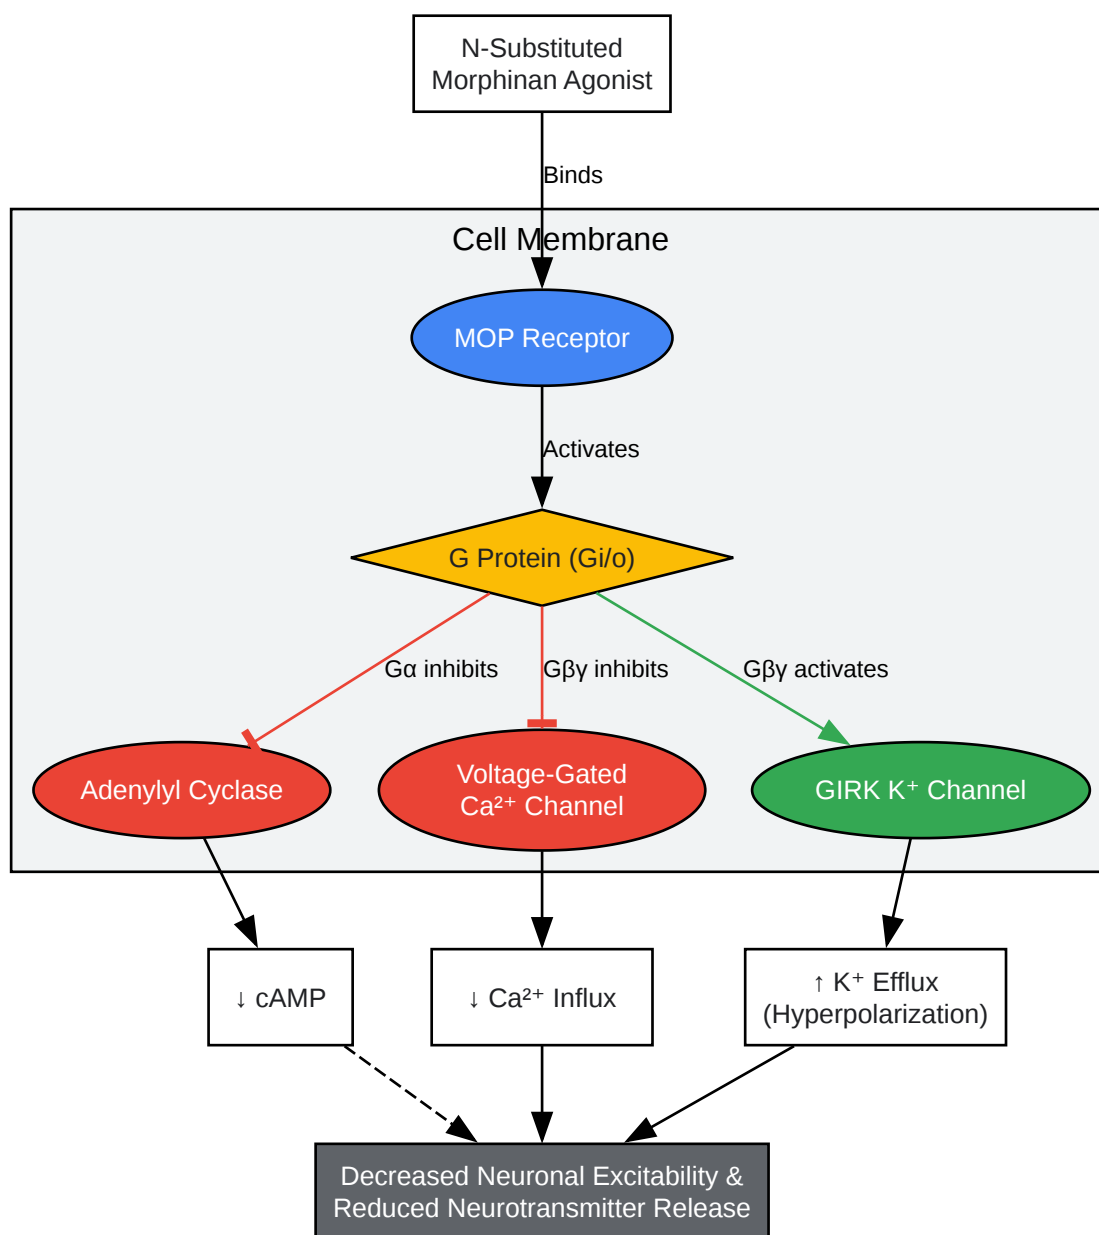 N-Substituted
Morphinan Agonist
Binds
Cell Membrane
MOP Receptor
Activates
G Protein (Gi/o)
Gα inhibits
Gβγ inhibits
Gβγ activates
Adenylyl Cyclase
Voltage-Gated
Ca²⁺ Channel
GIRK K⁺ Channel
↓ cAMP
↓ Ca²⁺ Influx
↑ K⁺ Efflux
(Hyperpolarization)
Decreased Neuronal Excitability &
Reduced Neurotransmitter Release